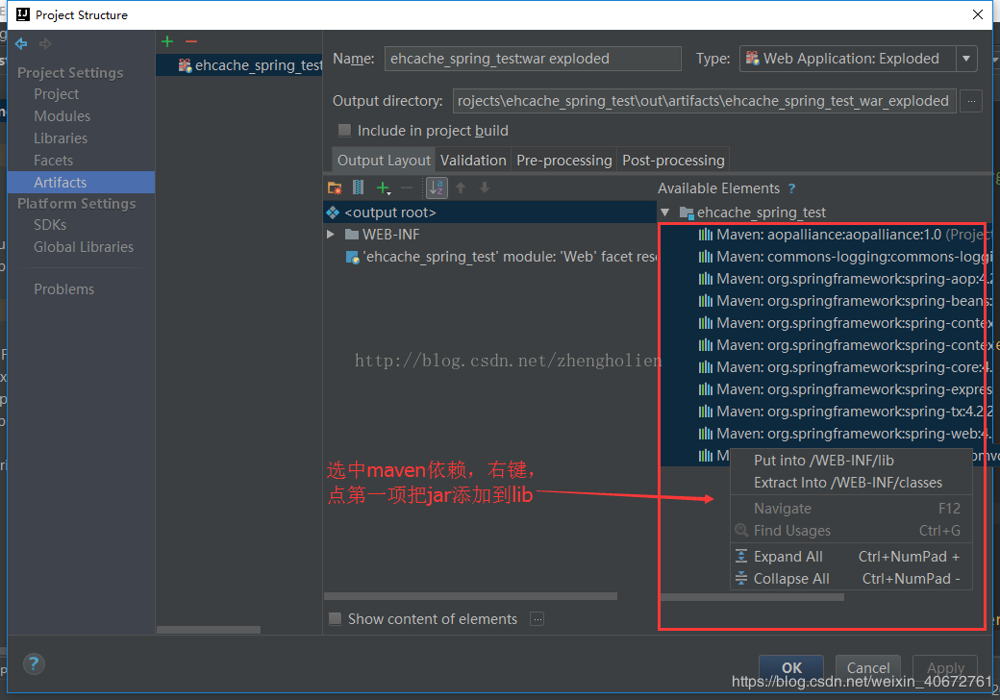 Project Structure
Project Settings
Project
Modules
Libraries
Facets
Artifacts
Platform Settings
SDKs
Global Libraries
Problems
ehcache_spring_test
Name: ehcache_spring_test:war exploded Type: Web Application: Exploded
Output directory: rojects\ehcache_spring_test\out\artifacts\ehcache_spring_test_war_exploded ...
Include in project build
Output Layout Validation Pre-processing Post-processing
Available Elements ?
<output root>
WEB-INF
'ehcache_spring_test' module: 'Web' facet res
ehcache_spring_test
Maven: aopalliance:aopalliance:1.0 (Projec
Maven: commons-logging:commons-loggi
Maven: org.springframework:spring-aop:4.2
Maven: org.springframework:spring-beans:
Maven: org.springframework:spring-contex
Maven: org.springframework:spring-contex
Maven: org.springframework:spring-core:4.
Maven: org.springframework:spring-expres
Maven: org.springframework:spring-tx:4.2.2
Maven: org.springframework:spring-web:4.
http://blog.csdn.net/zhengholien
选中maven依赖，右键，
点第一项把jar添加到lib
Put into /WEB-INF/lib
Extract Into /WEB-INF/classes
Navigate F12
Find Usages Ctrl+G
Expand All Ctrl+NumPad +
Collapse All Ctrl+NumPad -
Show content of elements ...
?
OK Cancel Apply
https://blog.csdn.net/weixin_40672761